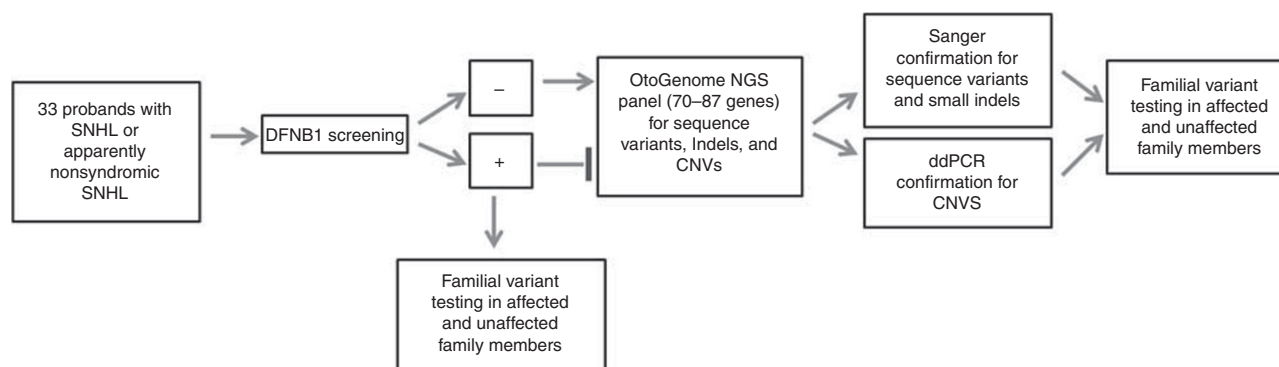 33 probands with
SNHL or
apparently
nonsyndromic
SNHL
DFNB1 screening
–
+
Familial variant
testing in affected
and unaffected
family members
OtoGenome NGS
panel (70–87 genes)
for sequence
variants, Indels, and
CNVs
Sanger
confirmation for
sequence variants
and small indels
ddPCR
confirmation for
CNVS
Familial variant
testing in affected
and unaffected
family members